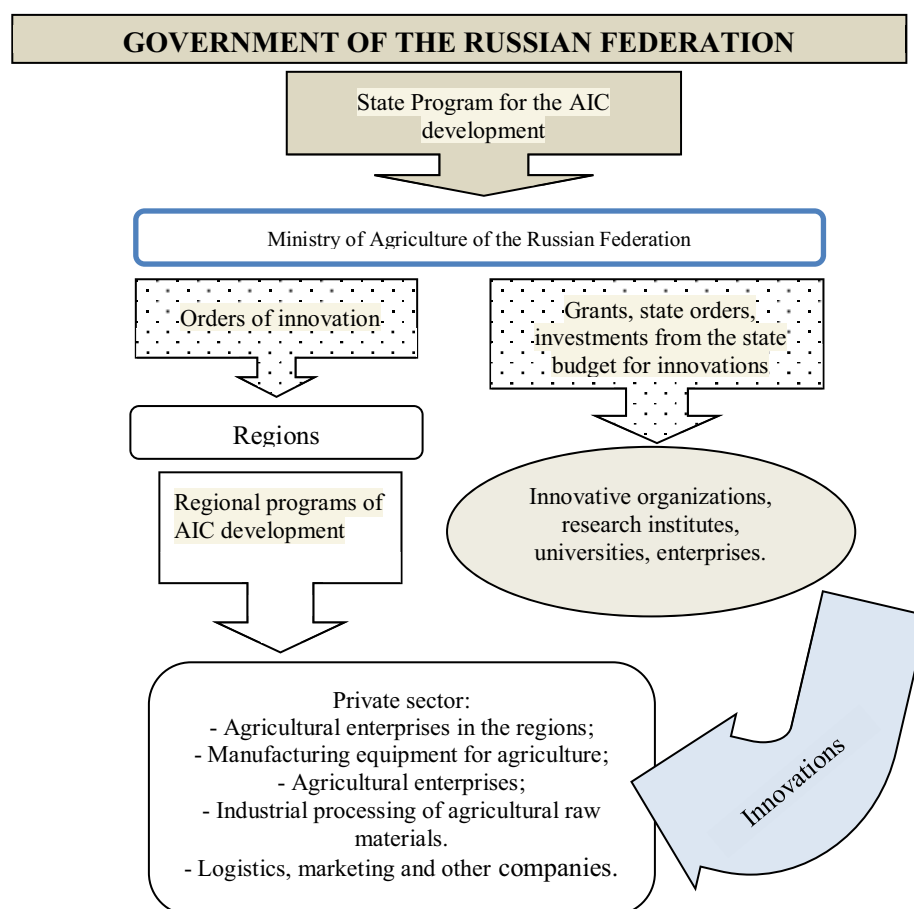 GOVERNMENT OF THE RUSSIAN FEDERATION
State Program for the AIC
development
Ministry of Agriculture of the Russian Federation
Orders of innovation
Grants, state orders,
investments from the state
budget for innovations
Regions
Regional programs of
AIC development
Innovative organizations,
research institutes,
universities, enterprises.
Private sector:
- Agricultural enterprises in the regions;
- Manufacturing equipment for agriculture;
- Agricultural enterprises;
- Industrial processing of agricultural raw
materials.
- Logistics, marketing and other companies.
Innovations